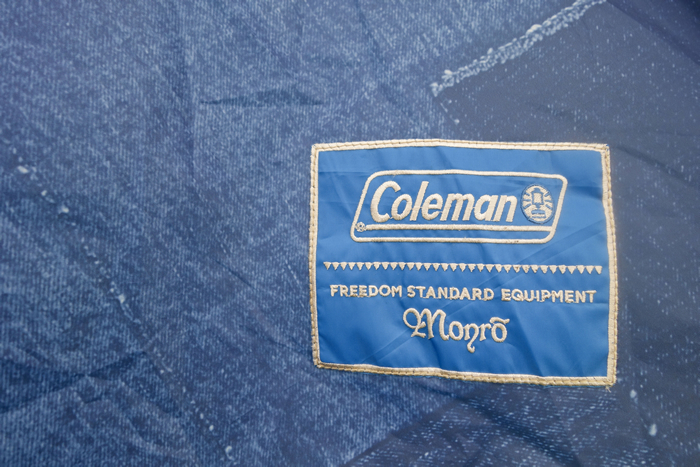 Coleman
FREEDOM STANDARD EQUIPMENT
Monro